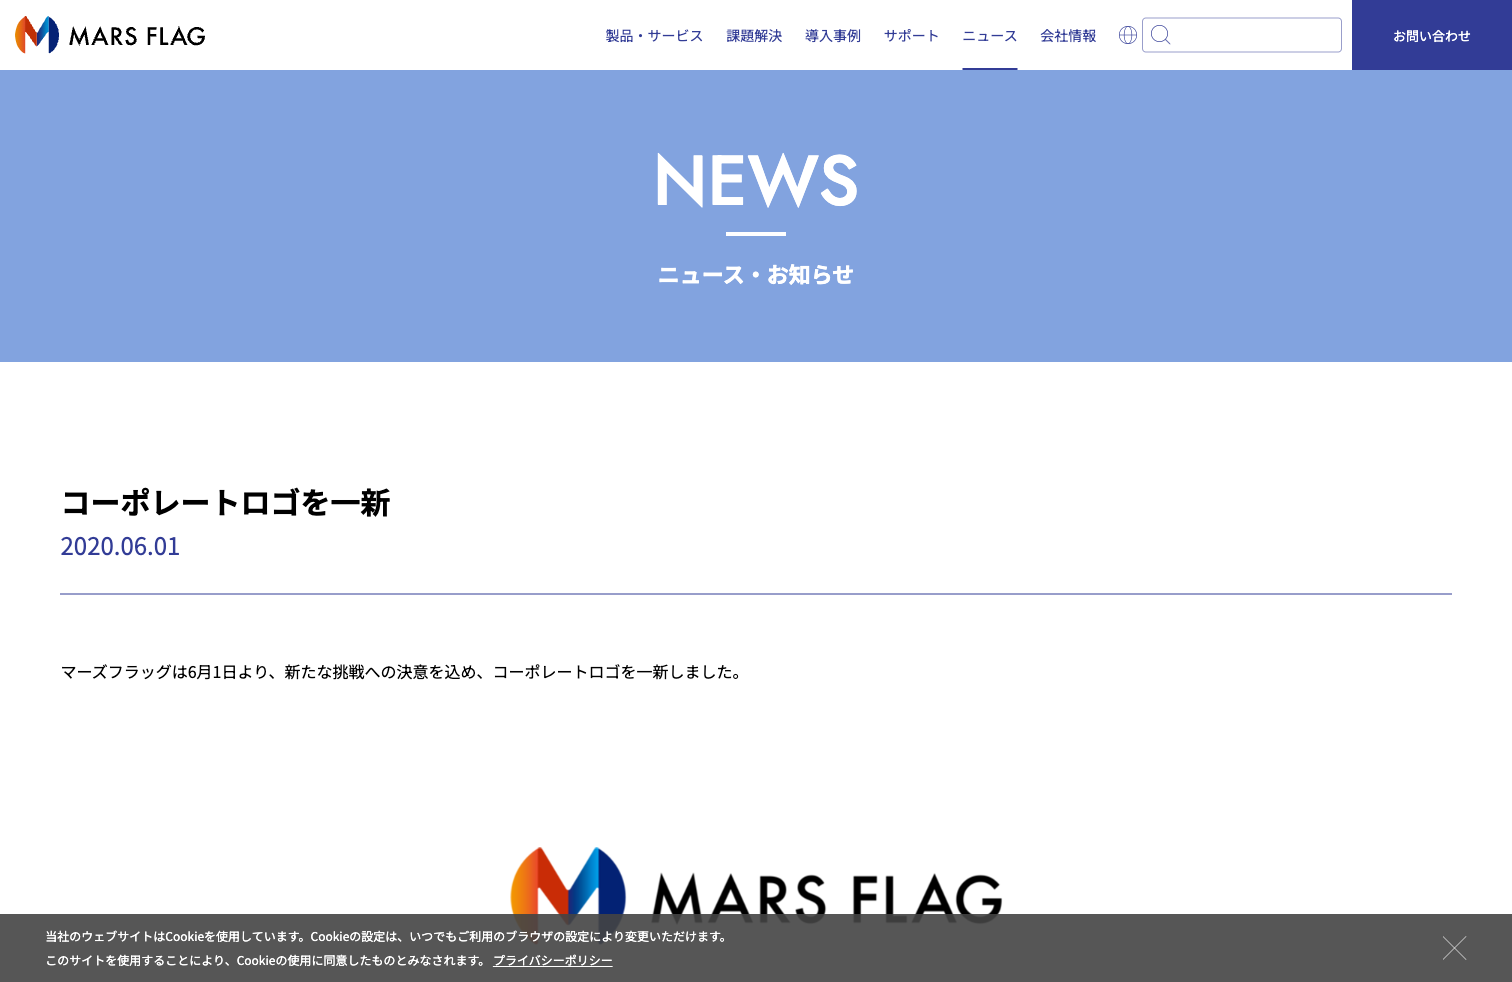 MARS FLAG
製品・サービス 課題解決 導入事例 サポート ニュース 会社情報 お問い合わせ
NEWS
ニュース・お知らせ
コーポレートロゴを一新
2020.06.01
マーズフラッグは6月1日より、新たな挑戦への決意を込め、コーポレートロゴを一新しました。
MARS FLAG
当社のウェブサイトはCookieを使用しています。Cookieの設定は、いつでもご利用のブラウザの設定により変更いただけます。
このサイトを使用することにより、Cookieの使用に同意したものとみなされます。 プライバシーポリシー